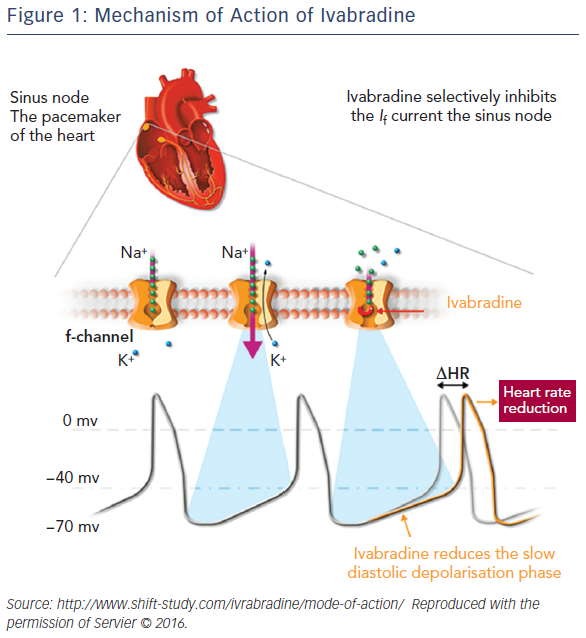 Figure 1: Mechanism of Action of Ivabradine
Sinus node
The pacemaker
of the heart
Ivabradine selectively inhibits
the If current the sinus node
Na+
Na+
Ivabradine
f-channel
K+
K+
ΔHR
Heart rate
reduction
0 mv
−40 mv
−70 mv
Ivabradine reduces the slow
diastolic depolarisation phase
Source: http://www.shift-study.com/ivrabradine/mode-of-action/ Reproduced with the
permission of Servier © 2016.